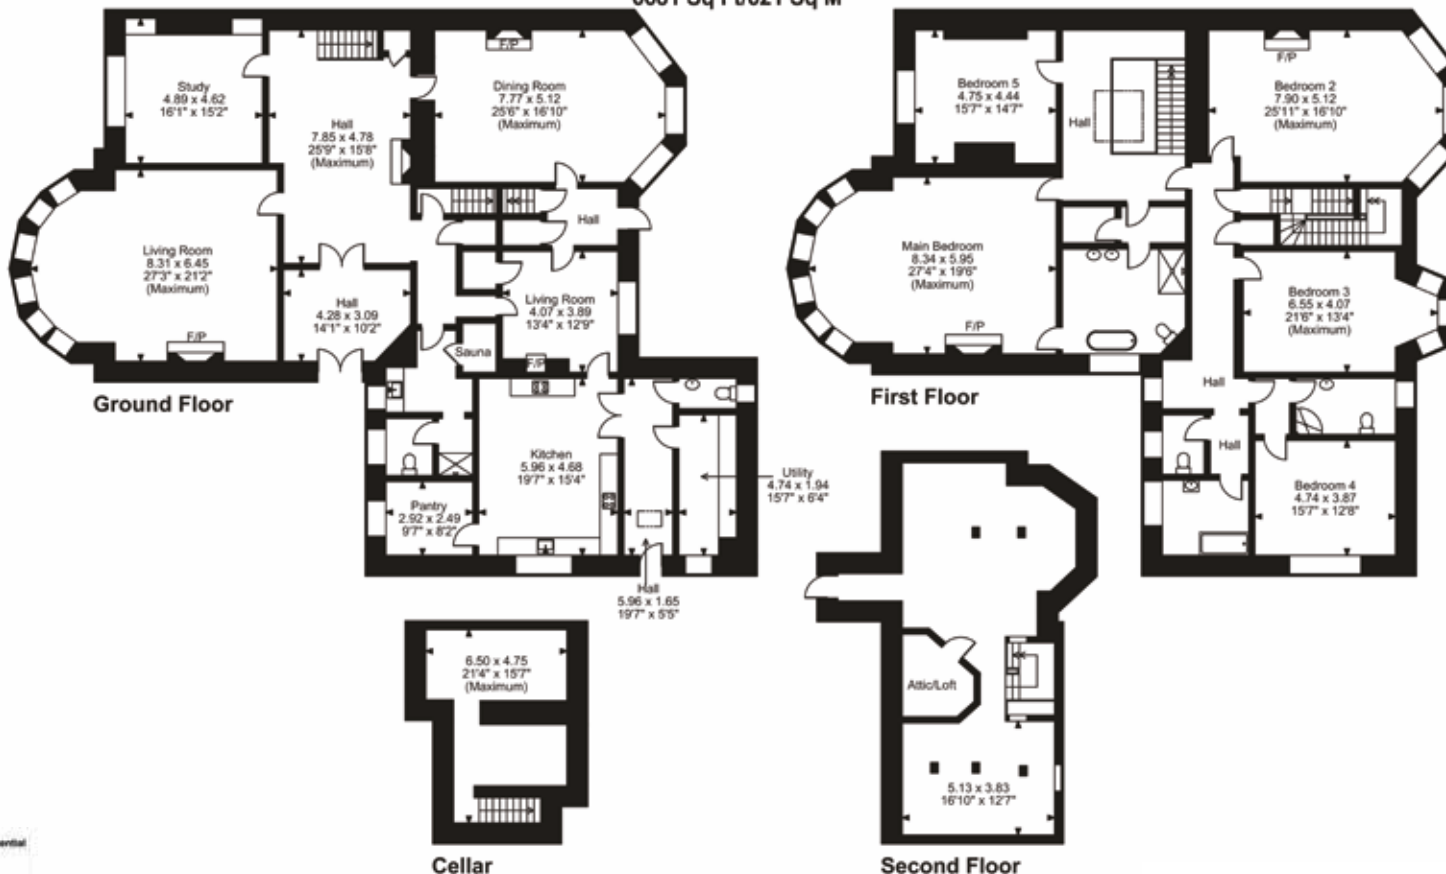 Study
4.89 x 4.62
16'1" x 15'2"
Hall
7.85 x 4.78
25'9" x 15'8"
(Maximum)
F/P
Dining Room
7.77 x 5.12
25'6" x 16'10"
(Maximum)
Living Room
8.31 x 6.45
27'3" x 21'2"
(Maximum)
F/P
Hall
4.28 x 3.09
14'1" x 10'2"
Hall
Living Room
4.07 x 3.89
13'4" x 12'9"
F/P
Sauna
Kitchen
5.96 x 4.68
19'7" x 15'4"
Pantry
2.92 x 2.49
9'7" x 8'2"
Utility
4.74 x 1.94
15'7" x 6'4"
Hall
5.96 x 1.65
19'7" x 5'5"
Ground Floor
Bedroom 5
4.75 x 4.44
15'7" x 14'7"
Hall
F/P
Bedroom 2
7.90 x 5.12
25'11" x 16'10"
(Maximum)
Main Bedroom
8.34 x 5.95
27'4" x 19'6"
(Maximum)
F/P
Bedroom 3
6.55 x 4.07
21'6" x 13'4"
(Maximum)
Hall
Hall
Bedroom 4
4.74 x 3.87
15'7" x 12'8"
First Floor
6.50 x 4.75
21'4" x 15'7"
(Maximum)
Cellar
Attic/Loft
5.13 x 3.83
16'10" x 12'7"
Second Floor